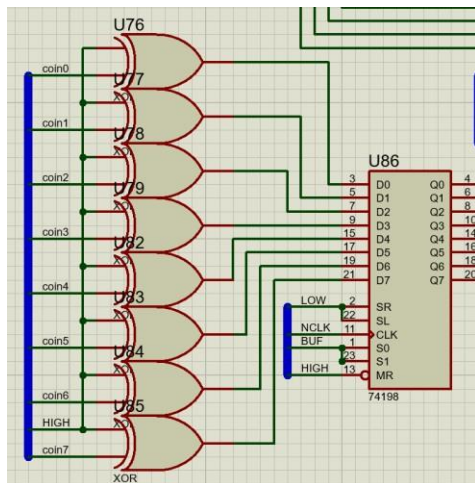 U76
coin0
U77
XOR
coin1
U78
coin2
U79
coin3
U82
coin4
U83
coin5
U84
coin6
U85
HIGH
coin7
XOR
U86
3 D0 Q0 4
5 D1 Q1 6
7 D2 Q2 8
9 D3 Q3 10
15 D4 Q4 14
17 D5 Q5 16
19 D6 Q6 18
21 D7 Q7 20
LOW 2 SR
22 SL
NCLK 11 CLK
BUF 1 S0
23 S1
HIGH 13 MR
74198